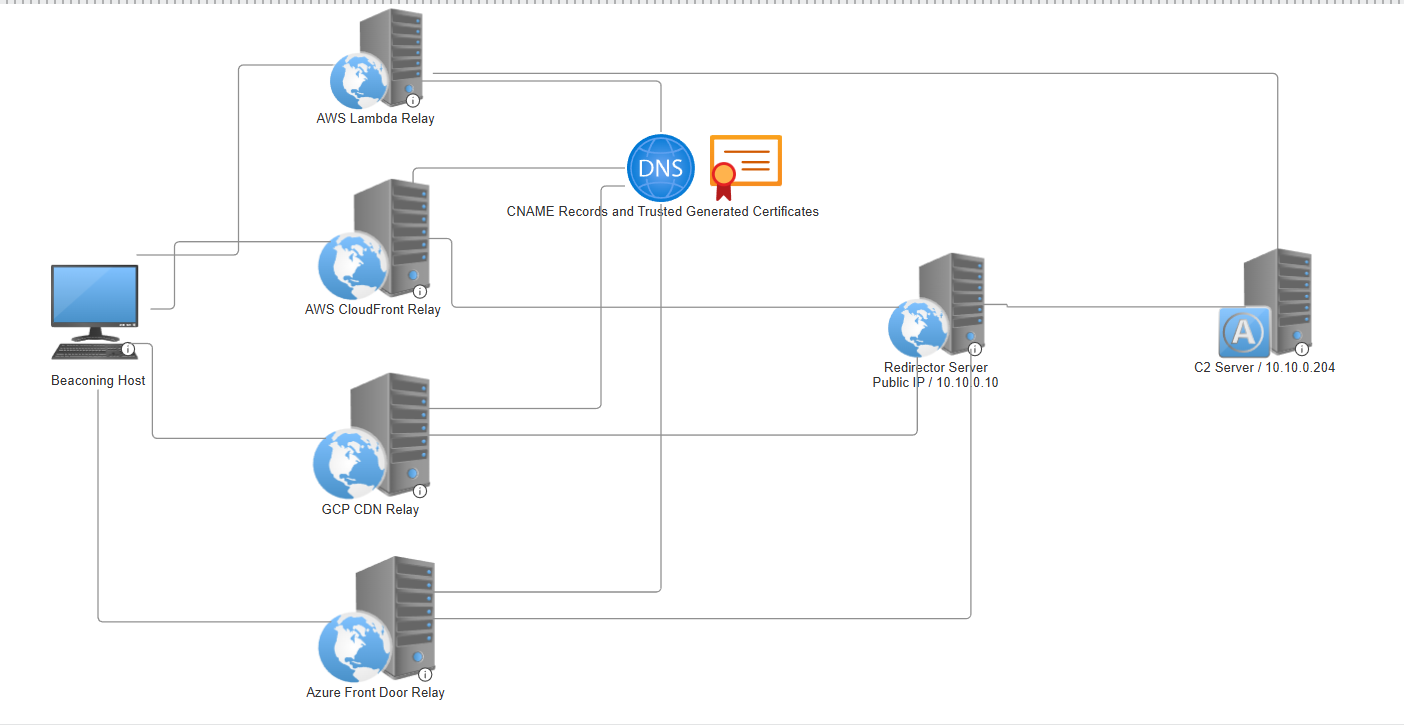 AWS Lambda Relay
DNS
CNAME Records and Trusted Generated Certificates
AWS CloudFront Relay
Beaconing Host
Redirector Server
Public IP / 10.10.0.10
A
C2 Server / 10.10.0.204
GCP CDN Relay
Azure Front Door Relay